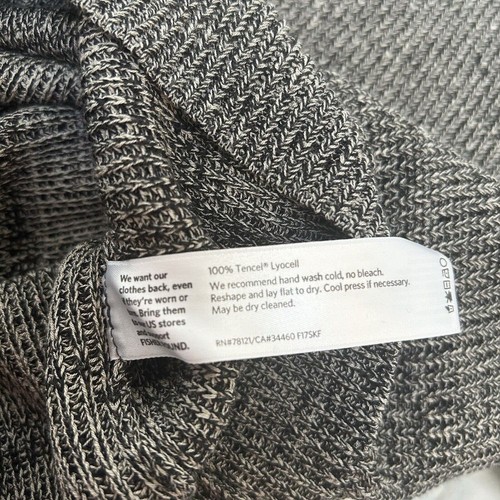 We want our
clothes back, even
they're worn or
Bring them
US stores
FISHER
UND.
100% Tencel® Lyocell
We recommend hand wash cold, no bleach.
Reshape and lay flat to dry. Cool press if necessary.
May be dry cleaned.
RN#78121/CA#34460 F17SKF